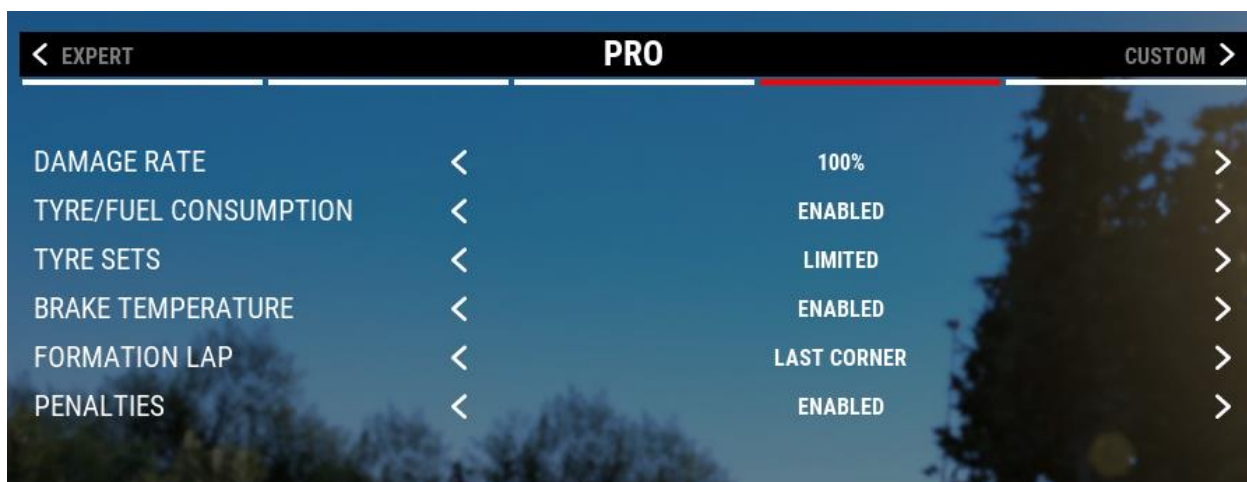 EXPERT PRO CUSTOM
DAMAGE RATE 100%
TYRE/FUEL CONSUMPTION ENABLED
TYRE SETS LIMITED
BRAKE TEMPERATURE ENABLED
FORMATION LAP LAST CORNER
PENALTIES ENABLED